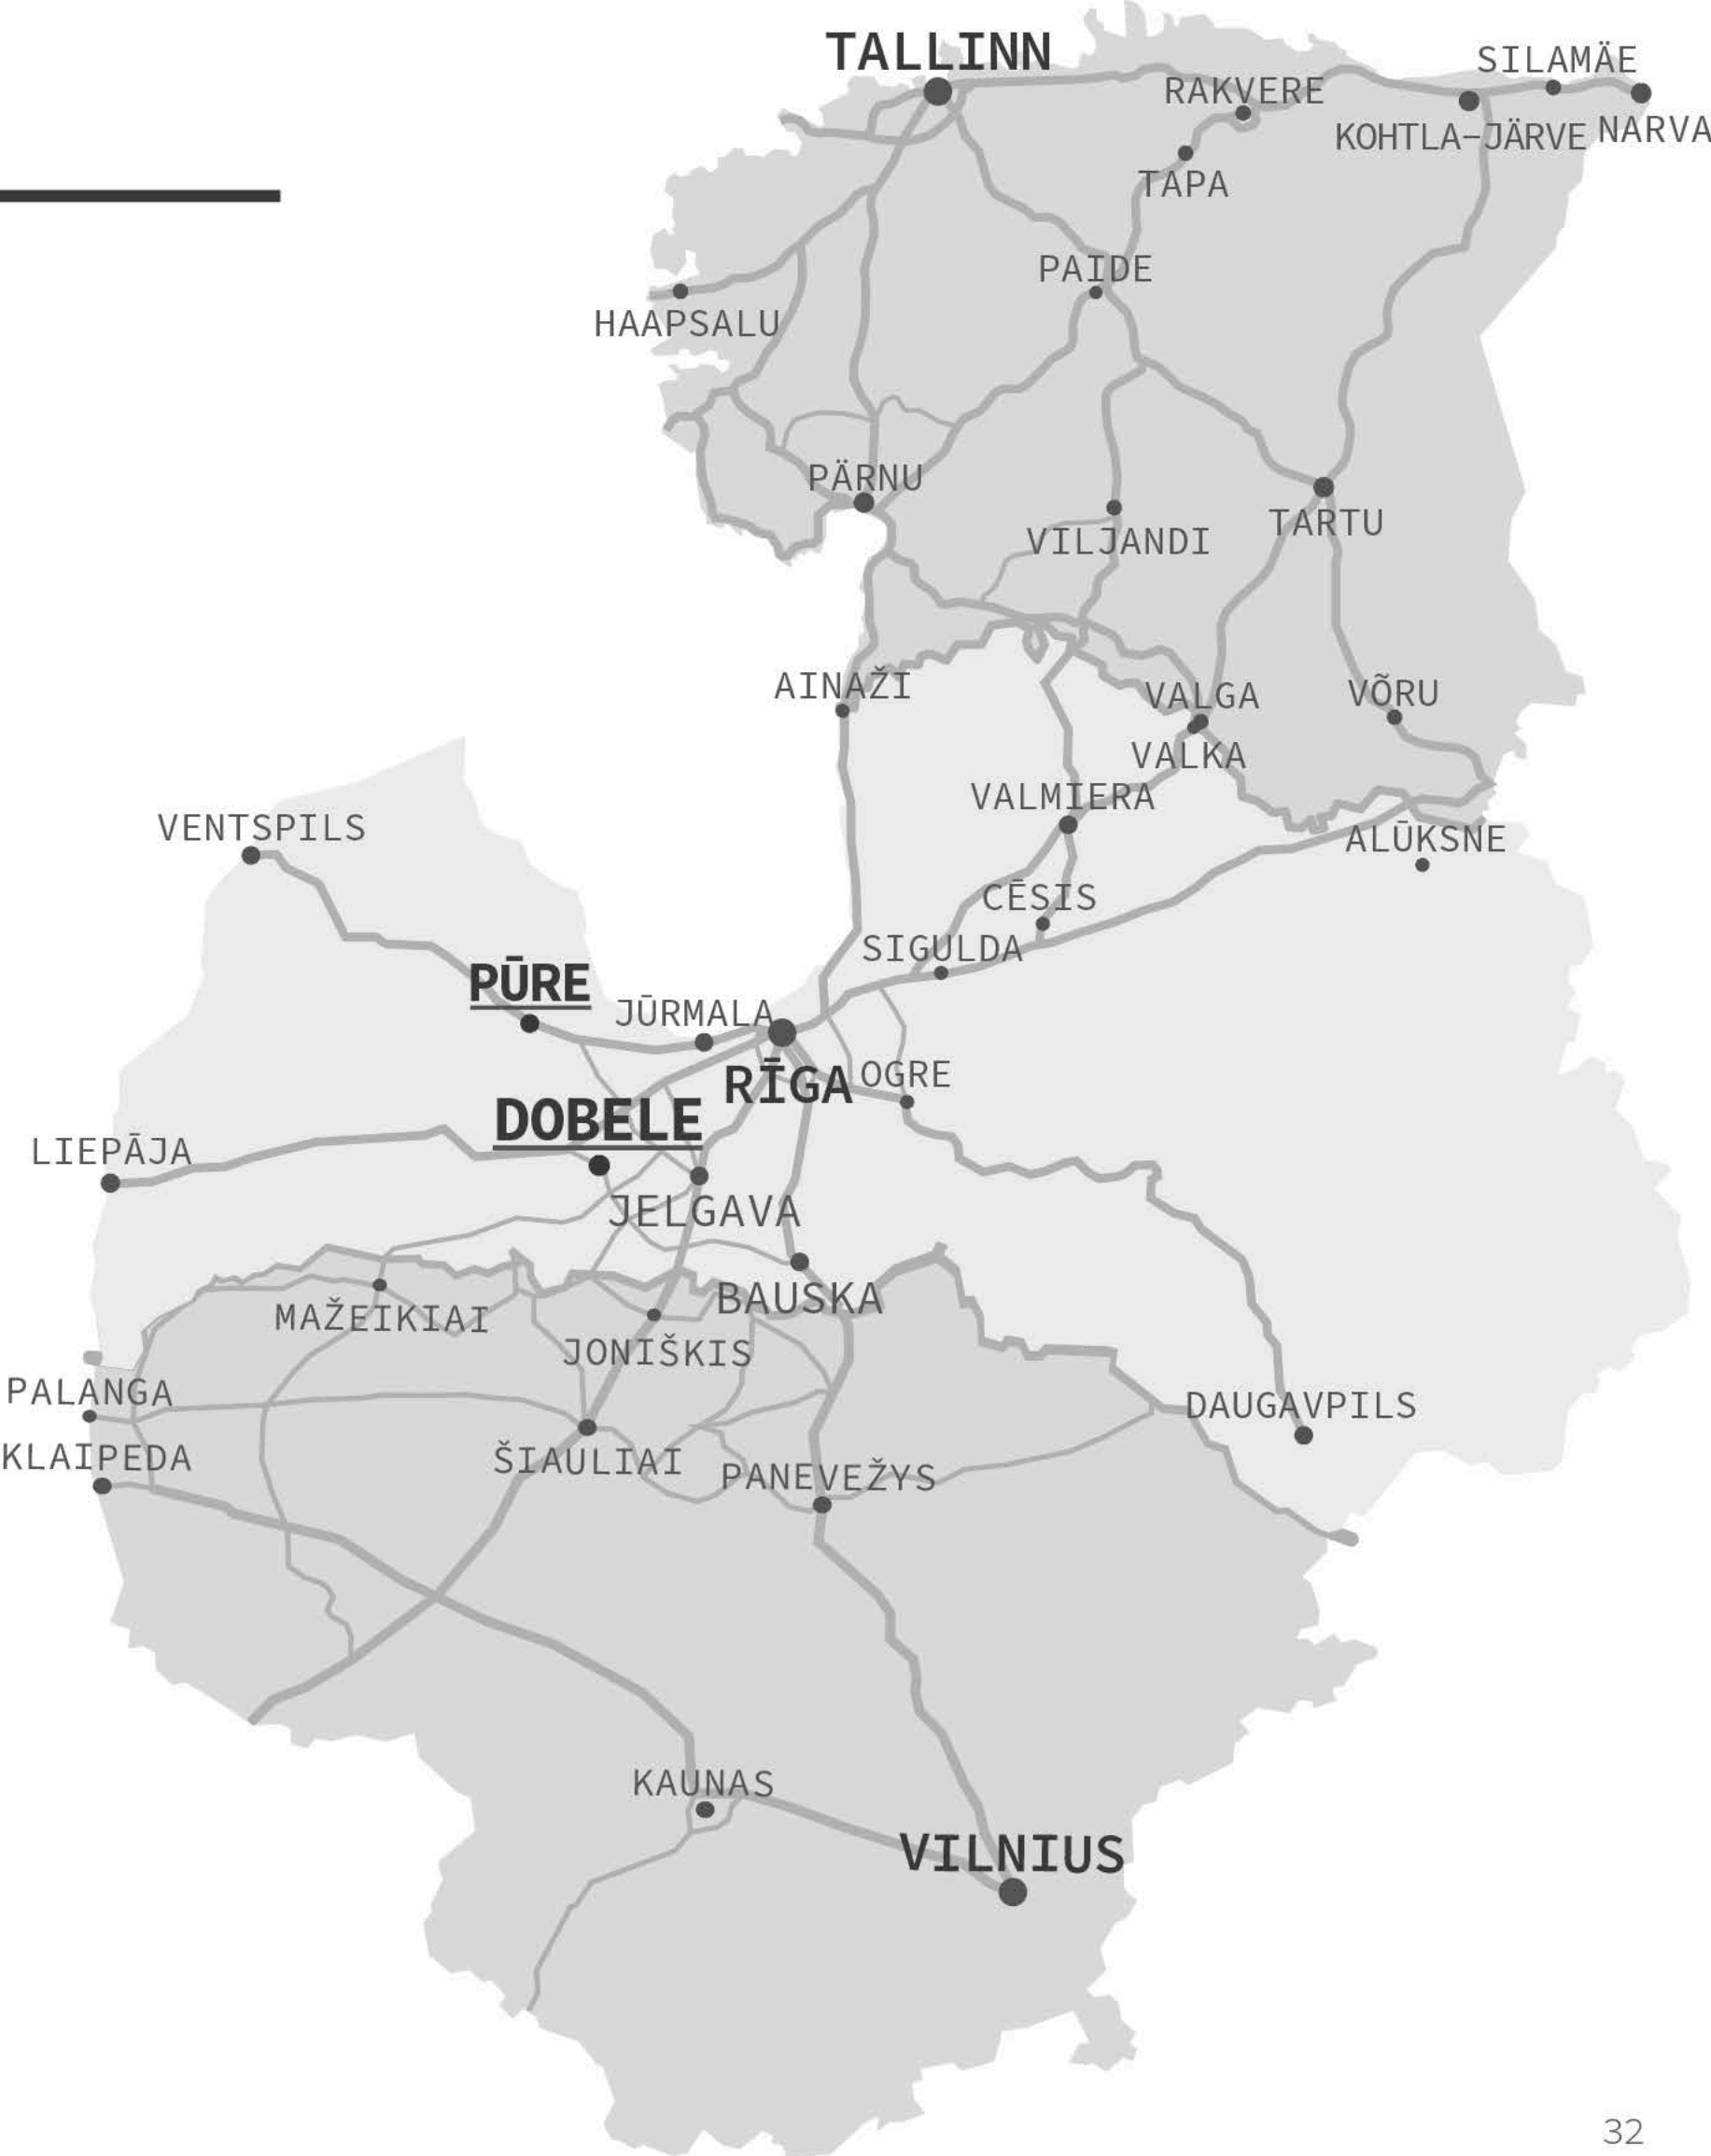 TALLINN
SILAMÄE
RAKVERE
KOHTLA-JÄRVE
NARVA
TAPA
PAIDE
HAAPSALU
PÄRNU
TARTU
VILJANDI
AINAŽI
VALGA
VÕRU
VALKA
VALMIERA
VENTSPILS
ALŪKSNE
CĒSIS
SIGULDA
PŪRE
JŪRMALA
RĪGA
OGRE
DOBELE
LIEPĀJA
JELGAVA
BAUSKA
MAŽEIKIAI
JONIŠKIS
PALANGA
DAUGAVPILS
KLAIPEDA
ŠIAULIAI
PANEVEŽYS
KAUNAS
VILNIUS
32